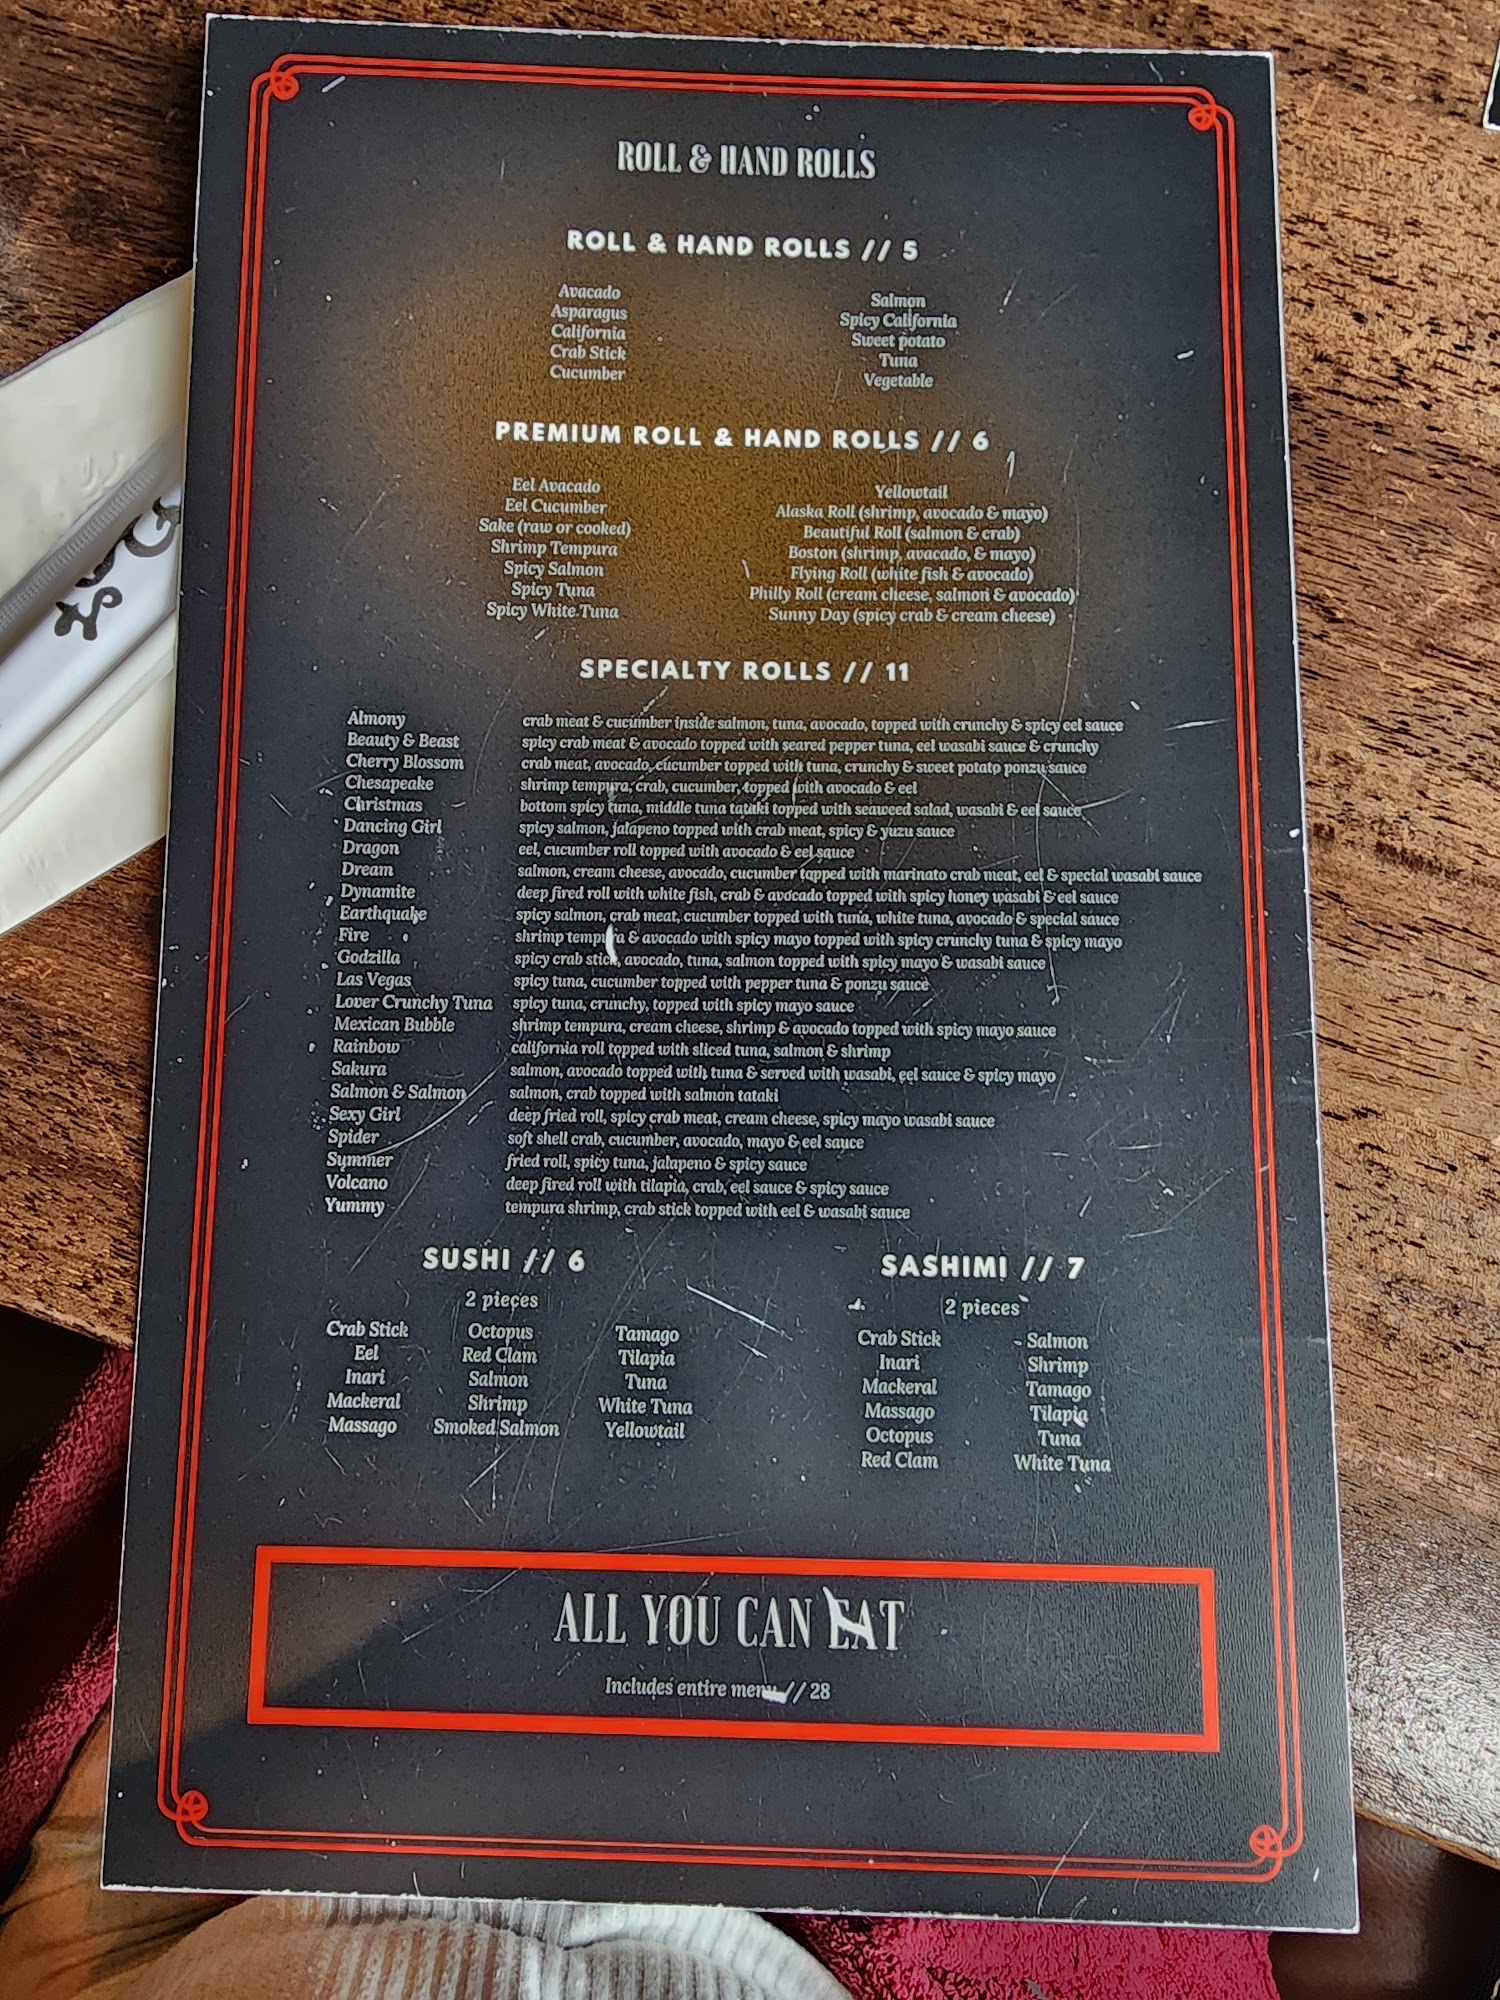 ROLL & HAND ROLLS
ROLL & HAND ROLLS // 5
Avacado
Asparagus
California
Crab Stick
Cucumber
Salmon
Spicy California
Sweet potato
Tuna
Vegetable
PREMIUM ROLL & HAND ROLLS // 6
Eel Avacado
Eel Cucumber
Sake (raw or cooked)
Shrimp Tempura
Spicy Salmon
Spicy Tuna
Spicy White Tuna
Yellowtail
Alaska Roll (shrimp, avocado & mayo)
Beautiful Roll (salmon & crab)
Boston (shrimp, avacado, & mayo)
Flying Roll (white fish & avocado)
Philly Roll (cream cheese, salmon & avocado)
Sunny Day (spicy crab & cream cheese)
SPECIALTY ROLLS // 11
Almony crab meat & cucumber inside salmon, tuna, avocado, topped with crunchy & spicy eel sauce
Beauty & Beast spicy crab meat & avocado topped with seared pepper tuna, eel wasabi sauce & crunchy
Cherry Blossom crab meat, avocado, cucumber topped with tuna, crunchy & sweet potato ponzu sauce
Chesapeake shrimp tempura, crab, cucumber, topped with avocado & eel
Christmas bottom spicy tuna, middle tuna tataki topped with seaweed salad, wasabi & eel sauce
Dancing Girl spicy salmon, jalapeno topped with crab meat, spicy & yuzu sauce
Dragon eel, cucumber roll topped with avocado & eel sauce
Dream salmon, cream cheese, avocado, cucumber topped with marinato crab meat, eel & special wasabi sauce
Dynamite deep fired roll with white fish, crab & avocado topped with spicy honey wasabi & eel sauce
Earthquake spicy salmon, crab meat, cucumber topped with tuna, white tuna, avocado & special sauce
Fire shrimp tempura & avocado with spicy mayo topped with spicy crunchy tuna & spicy mayo
Godzilla spicy crab stick, avocado, tuna, salmon topped with spicy mayo & wasabi sauce
Las Vegas spicy tuna, cucumber topped with pepper tuna & ponzu sauce
Lover Crunchy Tuna spicy tuna, crunchy, topped with spicy mayo sauce
Mexican Bubble shrimp tempura, cream cheese, shrimp & avocado topped with spicy mayo sauce
Rainbow california roll topped with sliced tuna, salmon & shrimp
Sakura salmon, avocado topped with tuna & served with wasabi, eel sauce & spicy mayo
Salmon & Salmon salmon, crab topped with salmon tataki
Sexy Girl deep fried roll, spicy crab meat, cream cheese, spicy mayo wasabi sauce
Spider soft shell crab, cucumber, avocado, mayo & eel sauce
Summer fried roll, spicy tuna, jalapeno & spicy sauce
Volcano deep fired roll with tilapia, crab, eel sauce & spicy sauce
Yummy tempura shrimp, crab stick topped with eel & wasabi sauce
SUSHI // 6
2 pieces
Crab Stick
Eel
Inari
Mackeral
Massago
Octopus
Red Clam
Salmon
Shrimp
Smoked Salmon
Tamago
Tilapia
Tuna
White Tuna
Yellowtail
SASHIMI // 7
2 pieces
Crab Stick
Inari
Mackeral
Massago
Octopus
Red Clam
Salmon
Shrimp
Tamago
Tilapia
Tuna
White Tuna
ALL YOU CAN EAT
Includes entire menu // 28